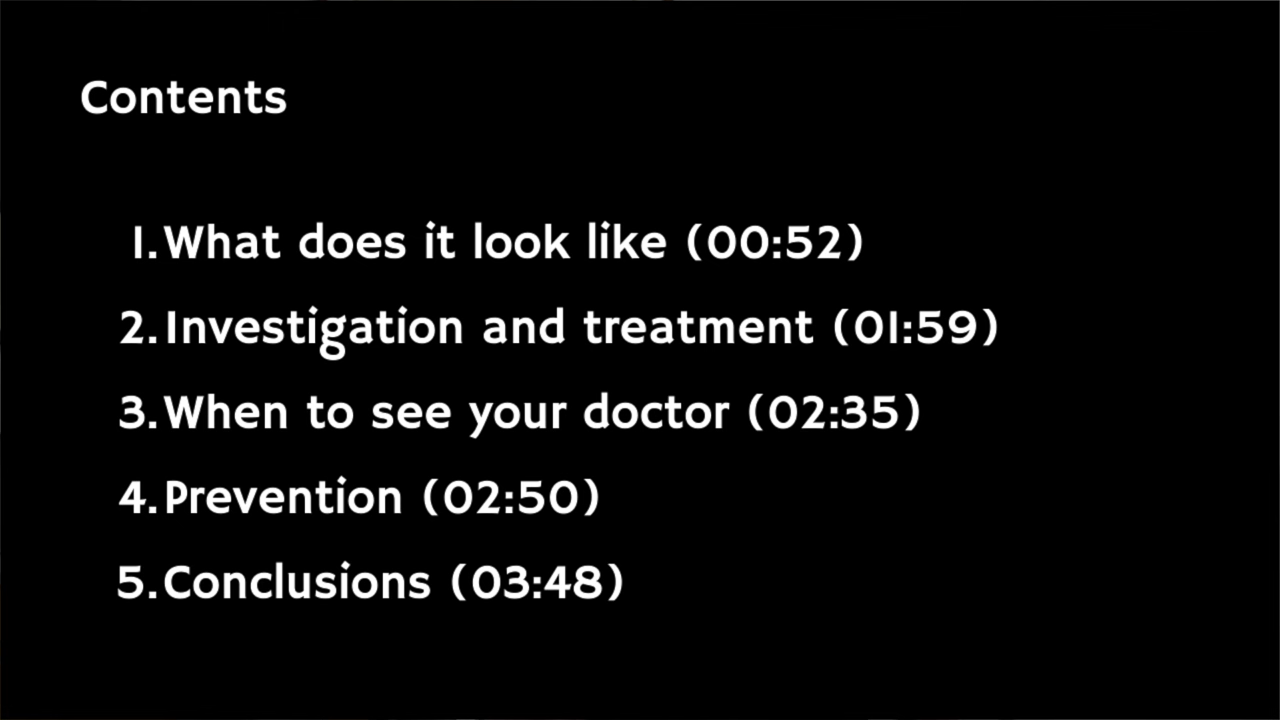 Contents
1. What does it look like (00:52)
2. Investigation and treatment (01:59)
3. When to see your doctor (02:35)
4. Prevention (02:50)
5. Conclusions (03:48)